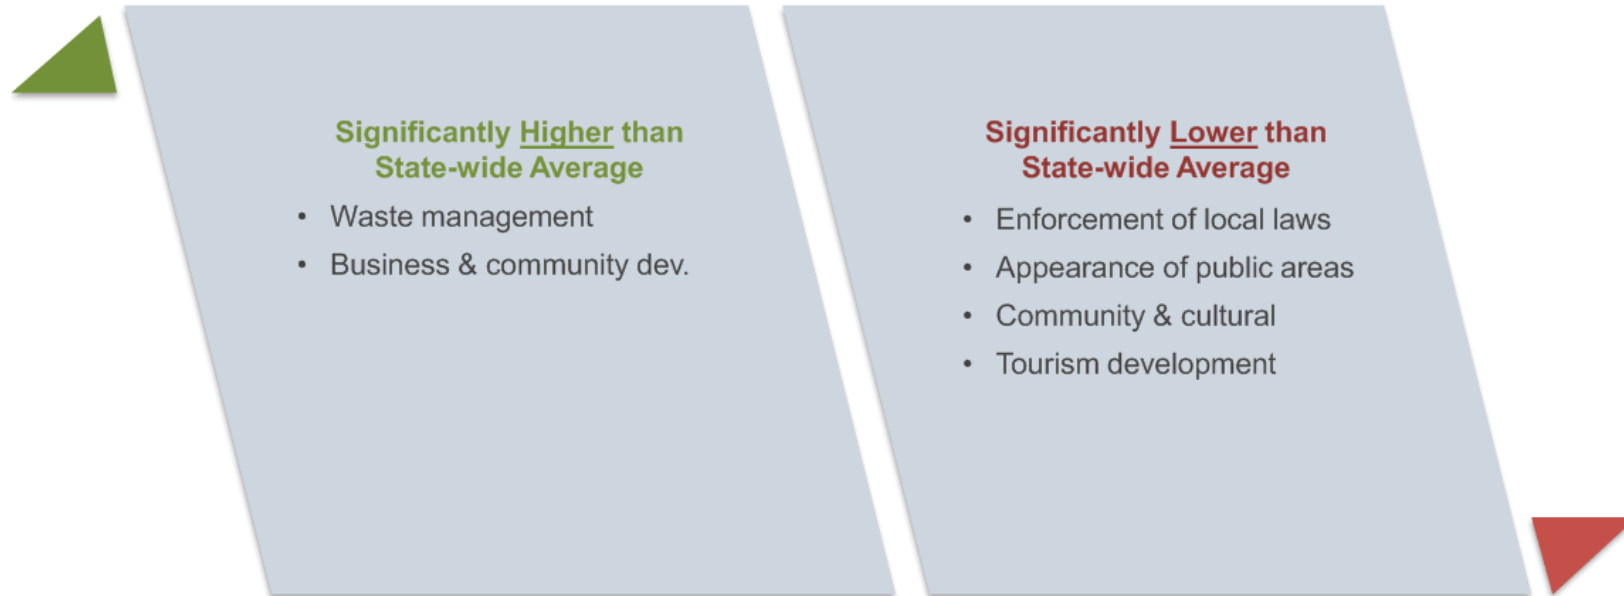 Significantly Higher than
State-wide Average
• Waste management
• Business & community dev.
Significantly Lower than
State-wide Average
• Enforcement of local laws
• Appearance of public areas
• Community & cultural
• Tourism development